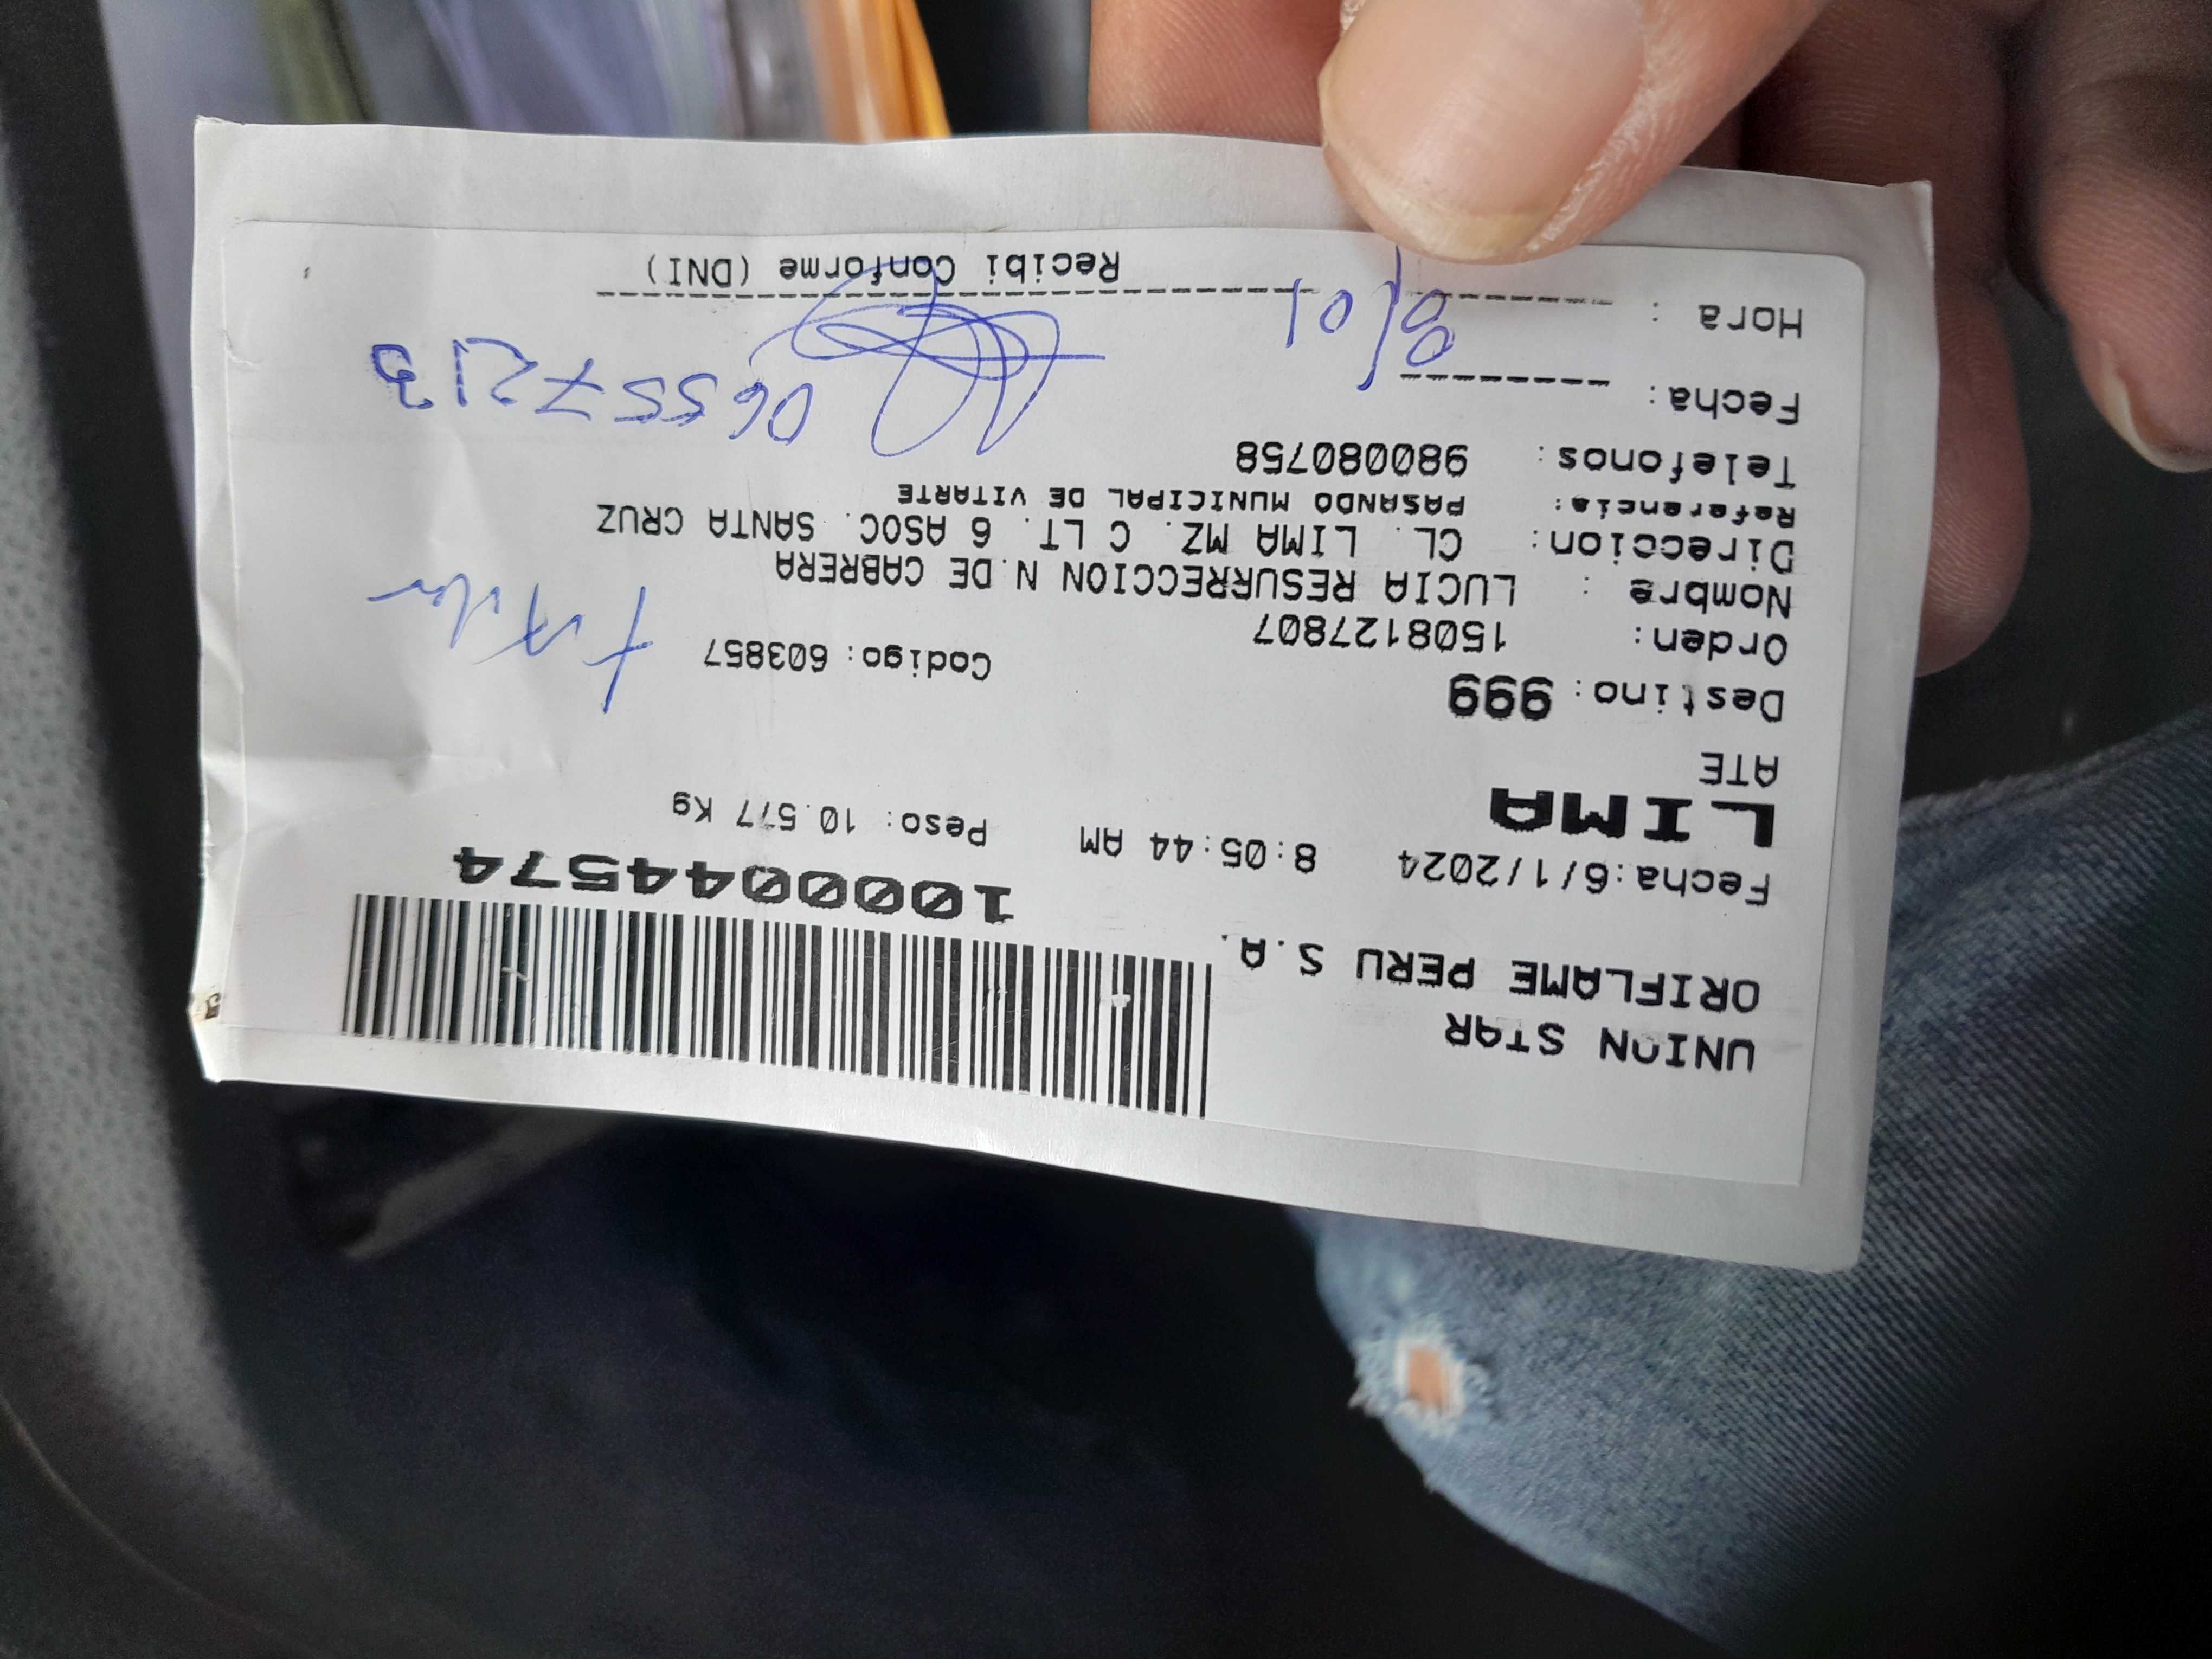 UNION STAR
ORIFLAME PERU S.A.
1000044574
Fecha:6/1/2024 8:05:44 AM Peso: 10.577 Kg
LIMA
ATE
Destino: 999
Orden: 1508127807 Codigo: 603857
Nombre : LUCIA RESURRECCION N.DE CABRERA
Direccion: CL. LIMA MZ. C LT. 6 ASOC. SANTA CRUZ
Referencia: PASANDO MUNICIPAL DE VITARTE
Telefonos: 980080758
Fecha: 8/01
06557213
Hora :
Recibi Conforme (DNI)